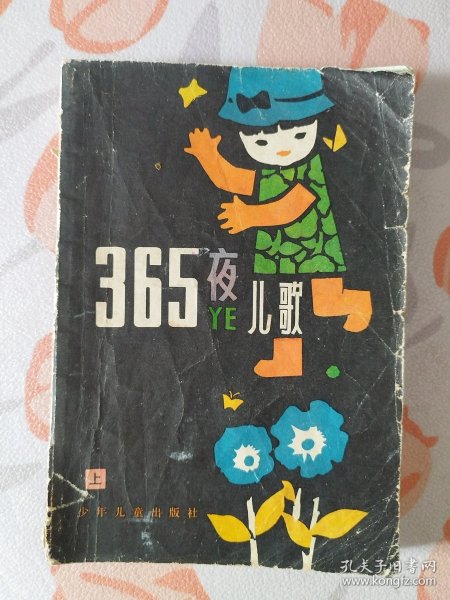 365夜儿歌
YE
上
少年儿童出版社
孔夫子旧书网
www.kongfz.com